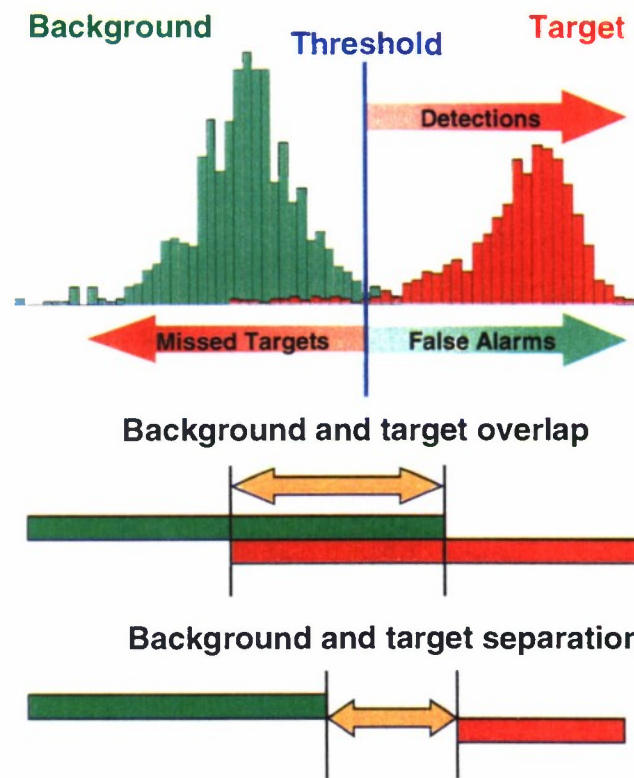 Background
Threshold
Target
Detections
Missed Targets
False Alarms
Background and target overlap
Background and target separation